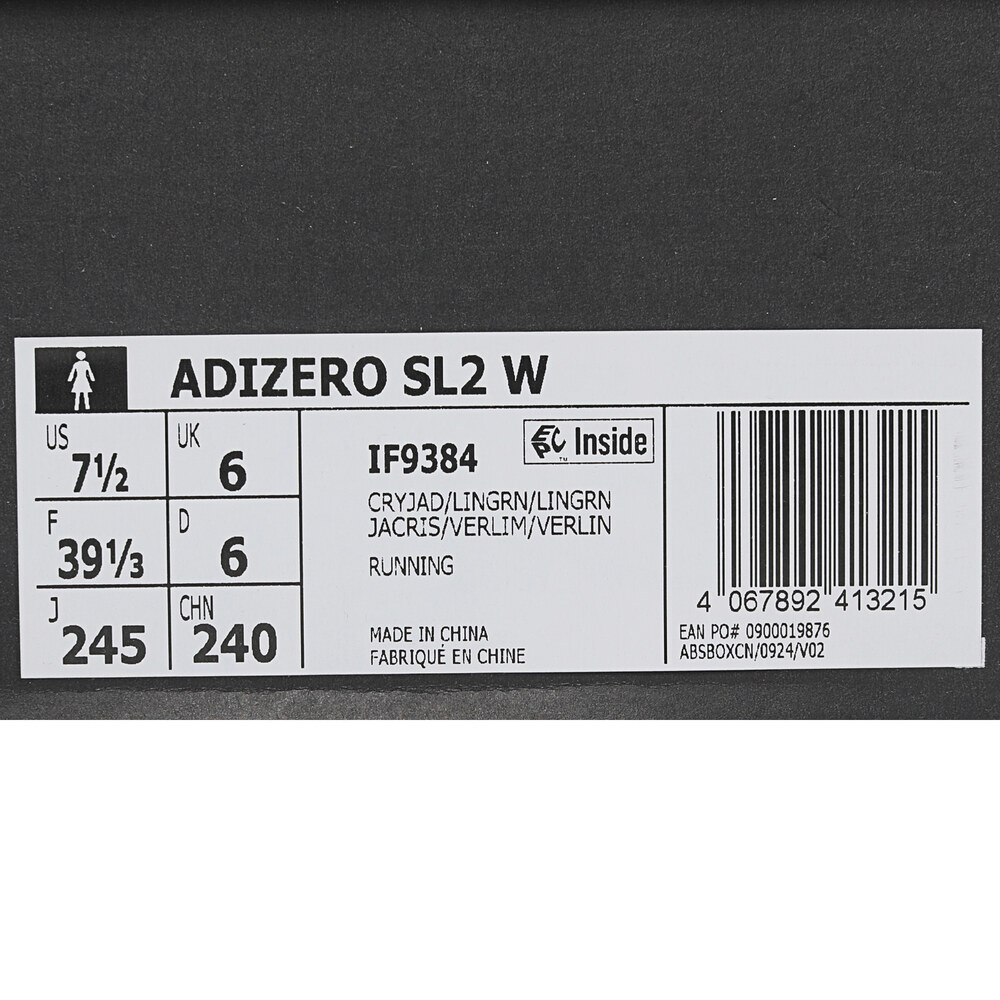 ADIZERO SL2 W
US
7½
UK
6
F
39⅓
D
6
J
245
CHN
240
IF9384
EPC™ Inside
CRYJAD/LINGRN/LINGRN
JACRIS/VERLIM/VERLIN
RUNNING
MADE IN CHINA
FABRIQUÉ EN CHINE
4 067892 413215
EAN PO# 0900019876
ABSBOXCN/0924/V02